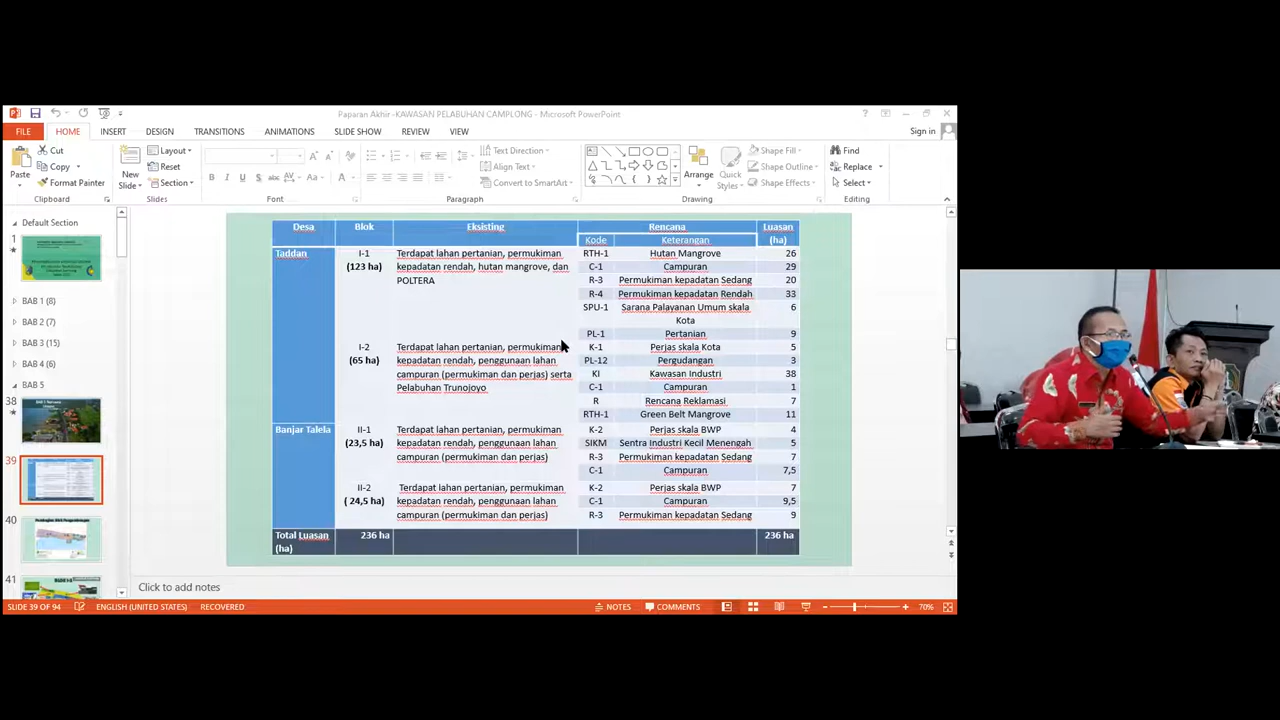 Paparan Akhir -KAWASAN PELABUHAN CAMPLONG - Microsoft PowerPoint
FILE HOME INSERT DESIGN TRANSITIONS ANIMATIONS SLIDE SHOW REVIEW VIEW Sign in
Paste
Cut
Copy
Format Painter
Clipboard
New Slide
Layout
Reset
Section
Slides
B I U S abc AV Aa A
Font
Text Direction
Align Text
Convert to SmartArt
Paragraph
Arrange
Quick Styles
Shape Fill
Shape Outline
Shape Effects
Drawing
Find
Replace
Select
Editing
Default Section
1
BAB 1 (8)
BAB 2 (7)
BAB 3 (15)
BAB 4 (6)
BAB 5
38
39
40
41
Desa Blok Eksisting Rencana Luasan (ha)
Kode Keterangan
Taddan I-1 Terdapat lahan pertanian, permukiman RTH-1 Hutan Mangrove 26
(123 ha) kepadatan rendah, hutan mangrove, dan C-1 Campuran 29
POLTERA R-3 Permukiman kepadatan Sedang 20
R-4 Permukiman kepadatan Rendah 33
SPU-1 Sarana Palayanan Umum skala 6
Kota
PL-1 Pertanian 9
I-2 Terdapat lahan pertanian, permukiman K-1 Perjas skala Kota 5
(65 ha) kepadatan rendah, penggunaan lahan PL-12 Pergudangan 3
campuran (permukiman dan perjas) serta KI Kawasan Industri 38
Pelabuhan Trunojoyo C-1 Campuran 1
R Rencana Reklamasi 7
RTH-1 Green Belt Mangrove 11
Banjar Talela II-1 Terdapat lahan pertanian, permukiman K-2 Perjas skala BWP 4
(23,5 ha) kepadatan rendah, penggunaan lahan SIKM Sentra Industri Kecil Menengah 5
campuran (permukiman dan perjas) R-3 Permukiman kepadatan Sedang 7
C-1 Campuran 7,5
II-2 Terdapat lahan pertanian, permukiman K-2 Perjas skala BWP 7
( 24,5 ha) kepadatan rendah, penggunaan lahan C-1 Campuran 9,5
campuran (permukiman dan perjas) R-3 Permukiman kepadatan Sedang 9
Total Luasan 236 ha 236 ha
(ha)
Click to add notes
SLIDE 39 OF 94 ENGLISH (UNITED STATES) RECOVERED NOTES COMMENTS 70%